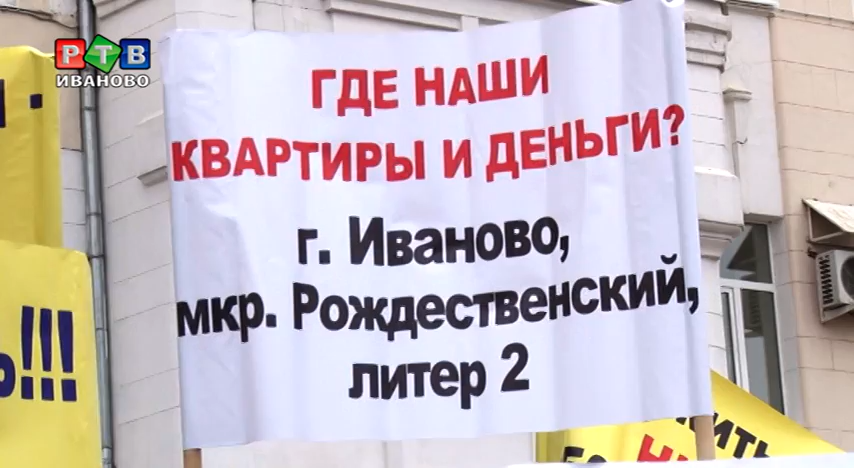 РТВ
ИВАНОВО
ГДЕ НАШИ
КВАРТИРЫ И ДЕНЬГИ?
г. Иваново,
мкр. Рождественский,
литер 2
!!!